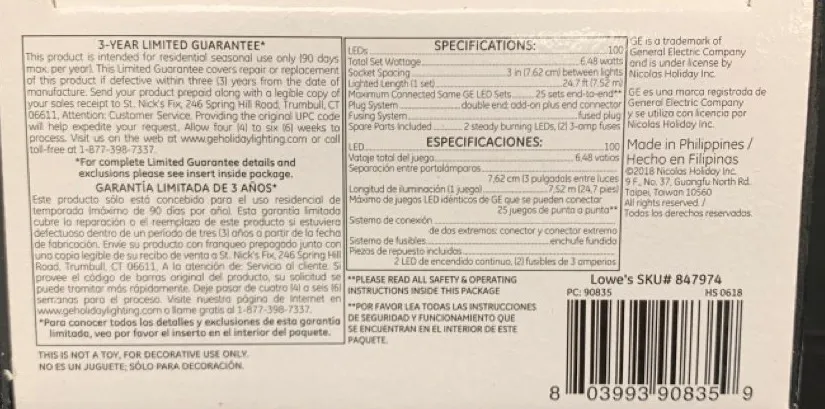 3-YEAR LIMITED GUARANTEE*
This product is intended for residential seasonal use only (90 days
max. per year). This Limited Guarantee covers repair or replacement
of this product if defective within three (3) years from the date of
manufacture. Send your product prepaid along with a legible copy of
your sales receipt to St. Nick's Fix, 246 Spring Hill Road, Trumbull, CT
06611, Attention: Customer Service. Providing the original UPC code
will help expedite your request. Allow four (4) to six (6) weeks to
process. Visit us on the web at www.geholidaylighting.com or call
toll-free at 1-877-398-7337.
*For complete Limited Guarantee details and
exclusions please see insert inside package.
GARANTÍA LIMITADA DE 3 AÑOS*
Este producto sólo está concebido para el uso residencial de
temporada (máximo de 90 días por año). Esta garantía limitada
cubre la reparación o el reemplazo de este producto si estuviera
defectuoso dentro de un período de tres (3) años a partir de la fecha
de fabricación. Envíe su producto con franqueo prepagado junto con
una copia legible de su recibo de venta a St. Nick's Fix, 246 Spring Hill
Road, Trumbull, CT 06611, A la atención de: Servicio al cliente. Si
provee el código de barras original del producto, su solicitud se
puede tramitar más rápidamente. Deje pasar de cuatro (4) a seis (6)
semanas para el proceso. Visite nuestra página de Internet en
www.geholidaylighting.com o llame gratis al 1-877-398-7337.
*Para conocer todos los detalles y exclusiones de esta garantía
limitada, vea por favor el inserto en el interior del paquete.
THIS IS NOT A TOY, FOR DECORATIVE USE ONLY.
NO ES UN JUGUETE; SÓLO PARA DECORACIÓN.
SPECIFICATIONS:
LEDs 100
Total Set Wattage 6.48 watts
Socket Spacing 3 in (7.62 cm) between lights
Lighted Length (1 set) 24.7 ft (7.52 m)
Maximum Connected Same GE LED Sets 25 sets end-to-end**
Plug System double end: add-on plus end connector
Fusing System fused plug
Spare Parts Included 2 steady burning LEDs, (2) 3-amp fuses
ESPECIFICACIONES:
LED 100
Vataje total del juego 6,48 vatios
Separación entre portalámparas
7,62 cm (3 pulgadas) entre luces
Longitud de iluminación (1 juego) 7,52 m (24,7 pies)
Máximo de juegos LED idénticos de GE que se pueden conectar
25 juegos de punta a punta**
Sistema de conexión
de dos extremos: conector y conector extremo
Sistema de fusibles enchufe fundido
Piezas de repuesto incluidas
2 LED de encendido continuo, (2) fusibles de 3 amperios
**PLEASE READ ALL SAFETY & OPERATING
INSTRUCTIONS INSIDE THIS PACKAGE
**POR FAVOR LEA TODAS LAS INSTRUCCIONES
DE SEGURIDAD Y FUNCIONAMIENTO QUE
SE ENCUENTRAN EN EL INTERIOR DE ESTE
PAQUETE.
GE is a trademark of
General Electric Company
and is under license by
Nicolas Holiday Inc.
GE es una marca registrada de
General Electric Company
y se utiliza con licencia por
Nicolas Holiday Inc.
Made in Philippines /
Hecho en Filipinas
©2018 Nicolas Holiday Inc.
9 F., No. 37, Guangfu North Rd.
Taipei, Taiwan 10560
All rights reserved. /
Todos los derechos reservados.
Lowe's SKU# 847974
PC: 90835 HS 0618
8 03993 90835 9